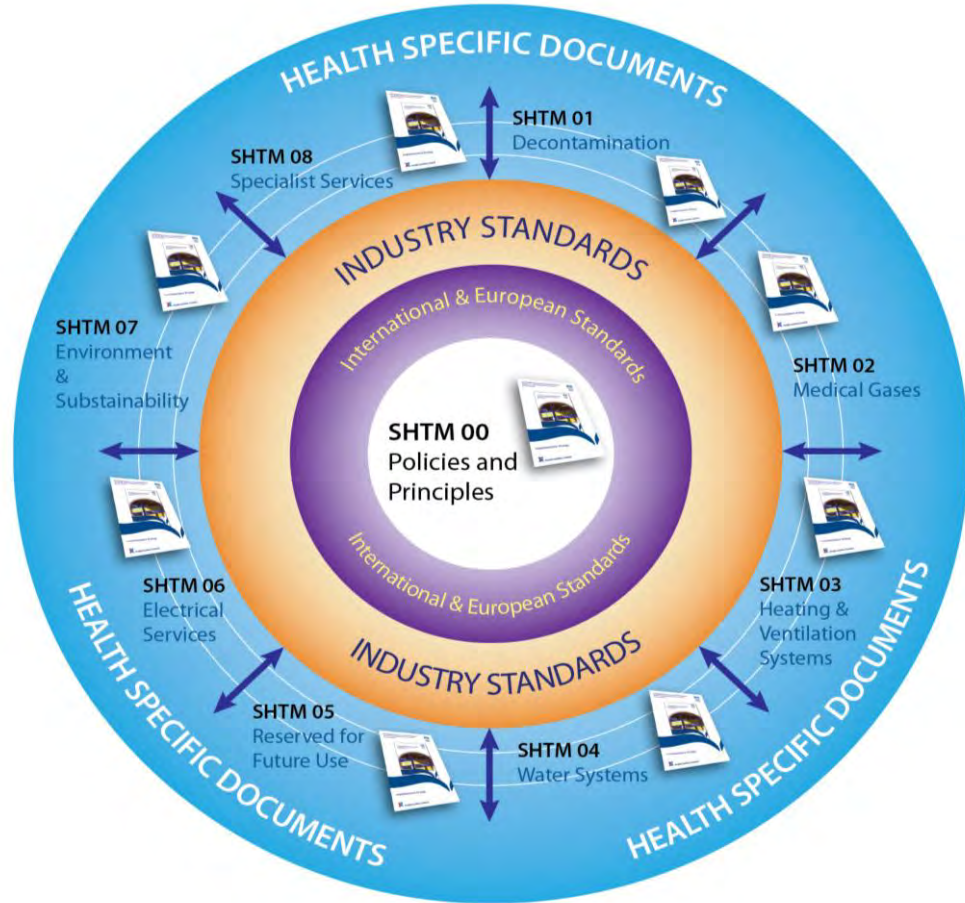 HEALTH SPECIFIC DOCUMENTS
SHTM 01
Decontamination
SHTM 08
Specialist Services
INDUSTRY STANDARDS
International & European Standards
SHTM 07
Environment
&
Substainability
SHTM 02
Medical Gases
SHTM 00
Policies and
Principles
International & European Standards
INDUSTRY STANDARDS
SHTM 06
Electrical
Services
SHTM 03
Heating &
Ventilation
Systems
SHTM 05
Reserved for
Future Use
SHTM 04
Water Systems
HEALTH SPECIFIC DOCUMENTS
HEALTH SPECIFIC DOCUMENTS